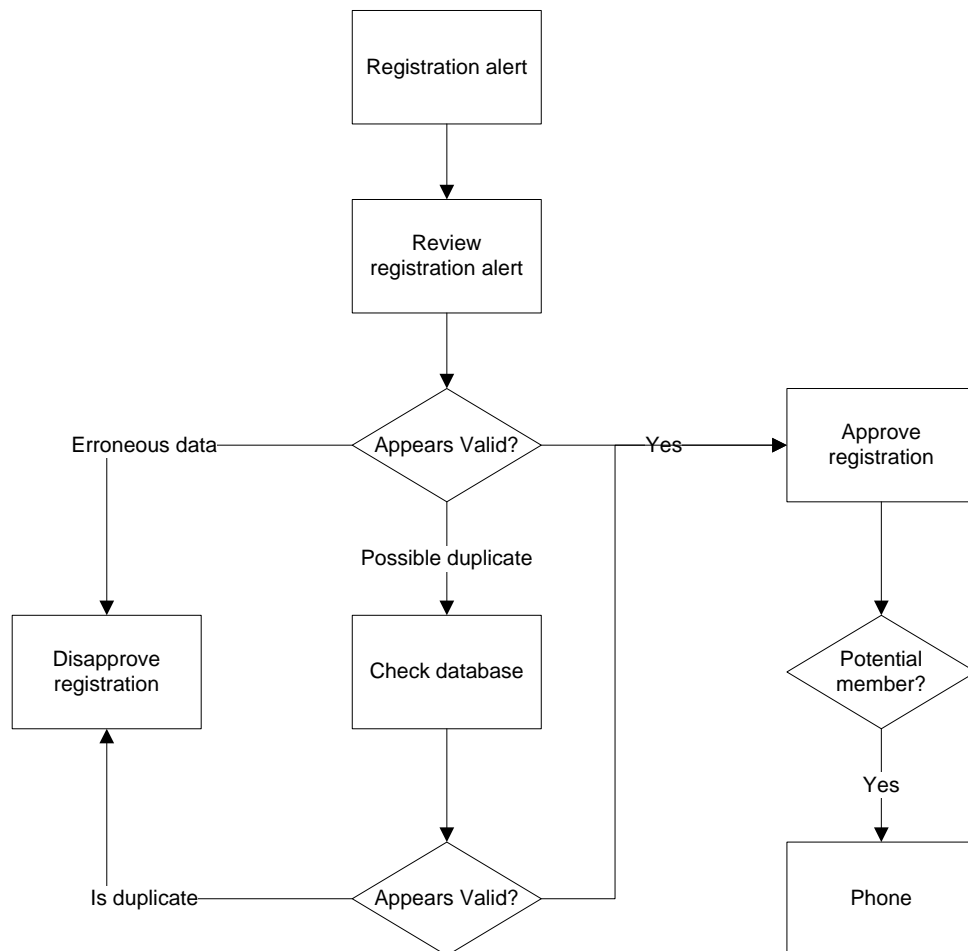 Registration alert
Review
registration alert
Erroneous data
Appears Valid?
Yes
Approve
registration
Possible duplicate
Disapprove
registration
Check database
Potential
member?
Yes
Is duplicate
Appears Valid?
Phone